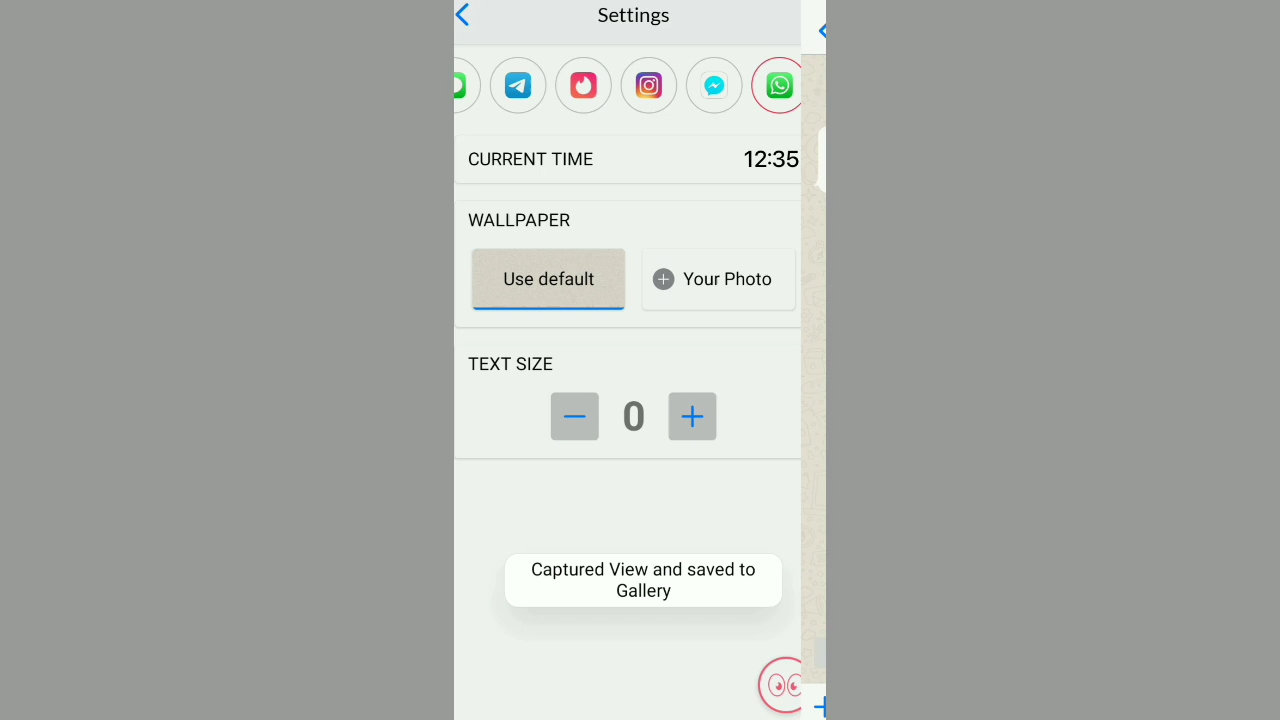 Settings
CURRENT TIME
12:35
WALLPAPER
Use default
Your Photo
TEXT SIZE
0
Captured View and saved to
Gallery